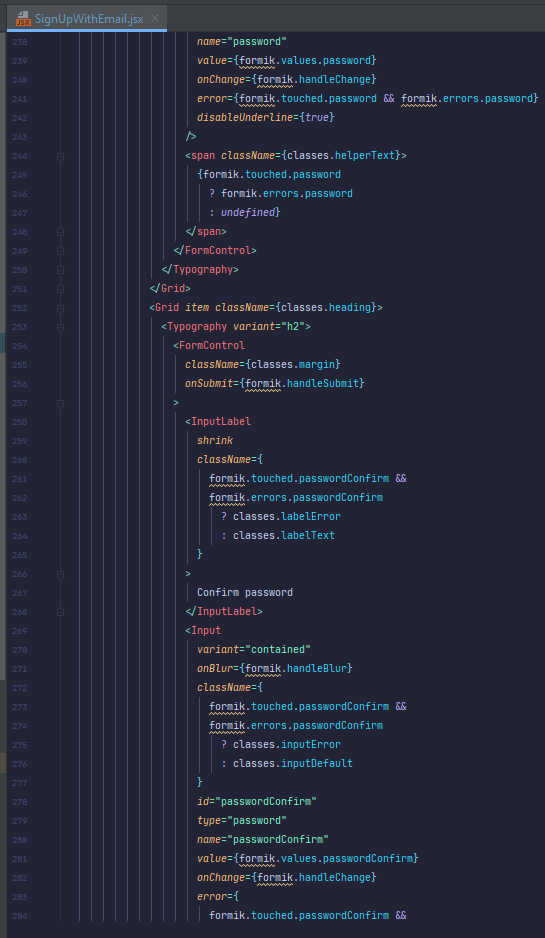 JSX SignUpWithEmail.jsx ×
238 name="password"
239 value={formik.values.password}
240 onChange={formik.handleChange}
241 error={formik.touched.password && formik.errors.password}
242 disableUnderline={true}
243 />
244 <span className={classes.helperText}>
245 {formik.touched.password
246 ? formik.errors.password
247 : undefined}
248 </span>
249 </FormControl>
250 </Typography>
251 </Grid>
252 <Grid item className={classes.heading}>
253 <Typography variant="h2">
254 <FormControl
255 className={classes.margin}
256 onSubmit={formik.handleSubmit}
257 >
258 <InputLabel
259 shrink
260 className={
261 formik.touched.passwordConfirm &&
262 formik.errors.passwordConfirm
263 ? classes.labelError
264 : classes.labelText
265 }
266 >
267 Confirm password
268 </InputLabel>
269 <Input
270 variant="contained"
271 onBlur={formik.handleBlur}
272 className={
273 formik.touched.passwordConfirm &&
274 formik.errors.passwordConfirm
275 ? classes.inputError
276 : classes.inputDefault
277 }
278 id="passwordConfirm"
279 type="password"
280 name="passwordConfirm"
281 value={formik.values.passwordConfirm}
282 onChange={formik.handleChange}
283 error={
284 formik.touched.passwordConfirm &&